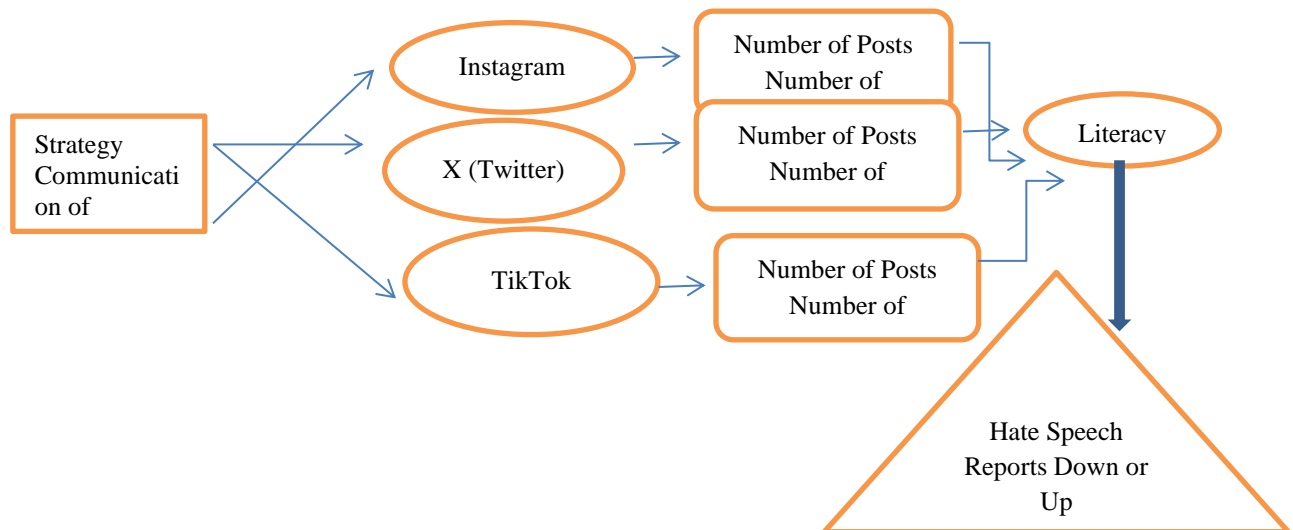 Strategy
Communicati
on of
Instagram
X (Twitter)
TikTok
Number of Posts
Number of
Number of Posts
Number of
Number of Posts
Number of
Literacy
Hate Speech
Reports Down or
Up